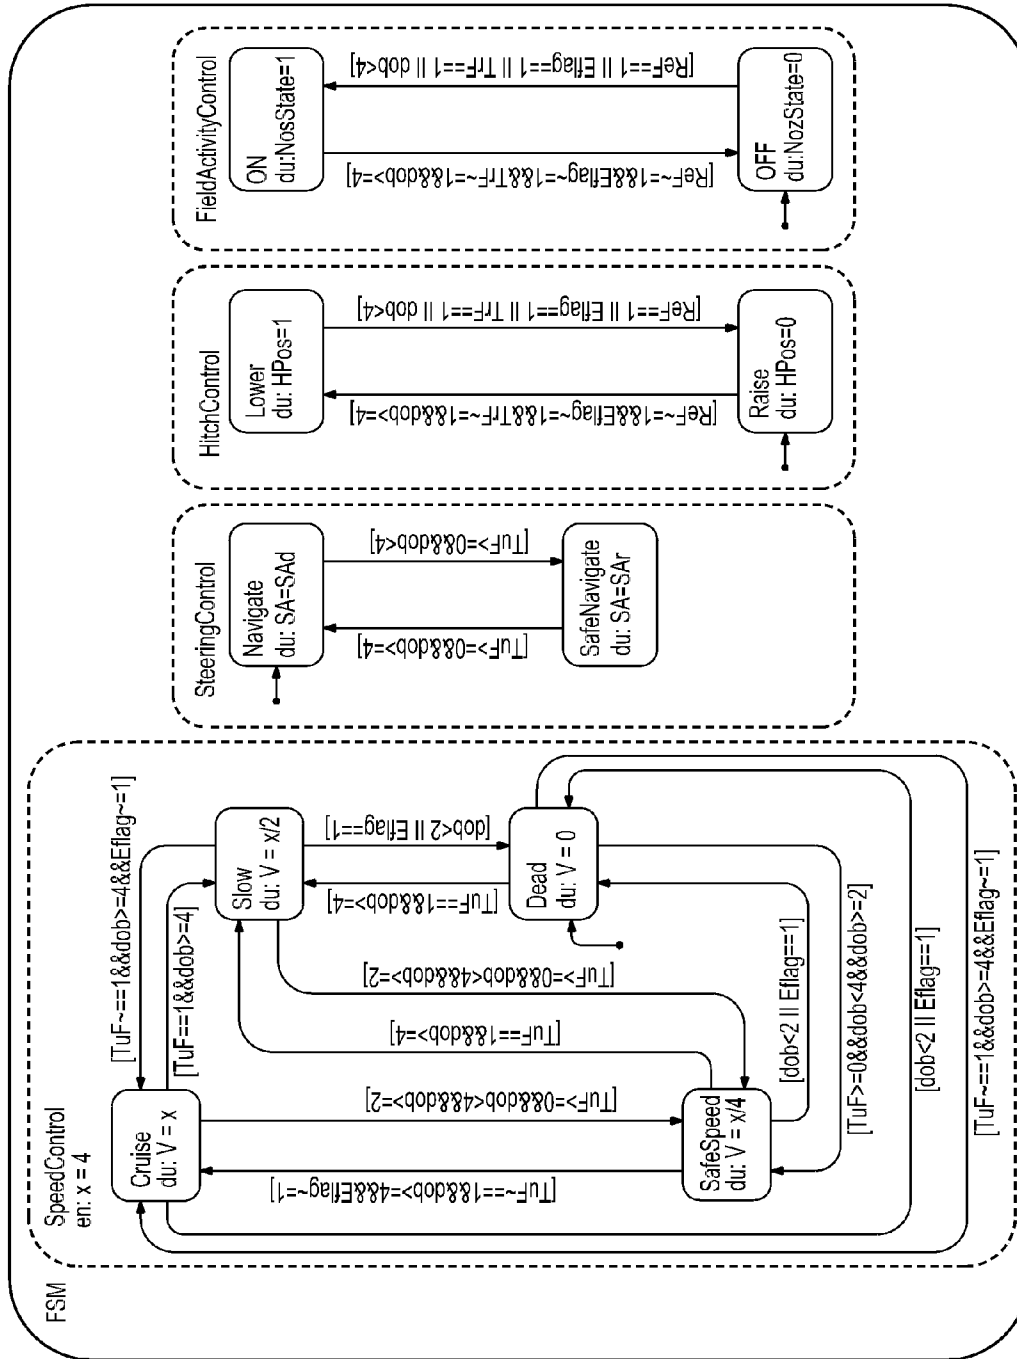 FSM
SpeedControl
en: x = 4
Cruise
du: V = x
[TuF~==1&&dob>=4&&Eflag~=1]
[TuF==1&&dob>=4]
Slow
du: V = x/2
[TuF>=0&&dob<4&&dob>=2]
[TuF~==1&&dob>=4&&Eflag~=1]
[TuF==1&&dob>=4]
[TuF>=0&&dob<4&&dob>=2]
[TuF==1&&dob>=4]
[dob<2 || Eflag==1]
SafeSpeed
du: V = x/4
Dead
du: V = 0
[dob<2 || Eflag==1]
[TuF>=0&&dob<4&&dob>=2]
[dob<2 || Eflag==1]
[TuF~==1&&dob>=4&&Eflag~=1]
SteeringControl
Navigate
du: SA=SAd
[TuF>=0&&dob>=4]
[TuF>=0&&dob<4]
SafeNavigate
du: SA=SAr
HitchControl
Lower
du: HPos=1
[ReF~=1&&Eflag~=1&&TrF~=1&&dob>=4]
[ReF==1 || Eflag==1 || TrF==1 || dob<4]
Raise
du: HPos=0
FieldActivityControl
ON
du:NosState=1
[ReF~=1&&Eflag~=1&&TrF~=1&&dob>=4]
[ReF==1 || Eflag==1 || TrF==1 || dob<4]
OFF
du:NozState=0